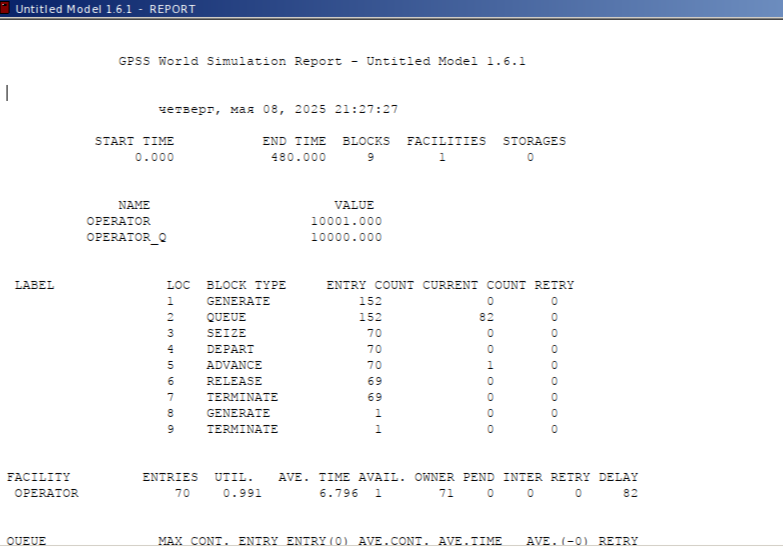 Untitled Model 1.6.1 - REPORT
GPSS World Simulation Report - Untitled Model 1.6.1
четверг, мая 08, 2025 21:27:27
START TIME END TIME BLOCKS FACILITIES STORAGES
0.000 480.000 9 1 0
NAME VALUE
OPERATOR 10001.000
OPERATOR_Q 10000.000
LABEL LOC BLOCK TYPE ENTRY COUNT CURRENT COUNT RETRY
1 GENERATE 152 0 0
2 QUEUE 152 82 0
3 SEIZE 70 0 0
4 DEPART 70 0 0
5 ADVANCE 70 1 0
6 RELEASE 69 0 0
7 TERMINATE 69 0 0
8 GENERATE 1 0 0
9 TERMINATE 1 0 0
FACILITY ENTRIES UTIL. AVE. TIME AVAIL. OWNER PEND INTER RETRY DELAY
OPERATOR 70 0.991 6.796 1 71 0 0 0 82
QUEUE MAX CONT. ENTRY ENTRY(0) AVE.CONT. AVE.TIME AVE.(-0) RETRY